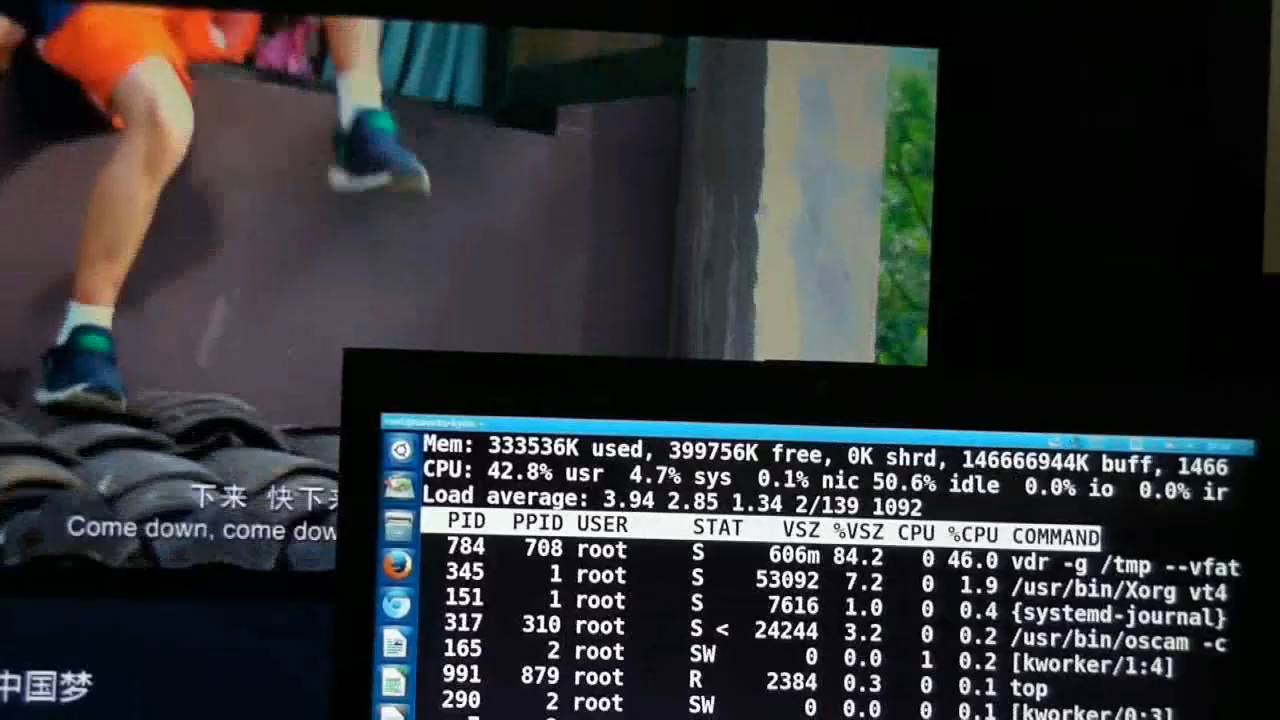 下来 快下来
Come down, come dow
中国梦
Mem: 333536K used, 399756K free, 0K shrd, 146666944K buff, 1466
CPU: 42.8% usr 4.7% sys 0.1% nic 50.6% idle 0.0% io 0.0% ir
Load average: 3.94 2.85 1.34 2/139 1092
PID PPID USER STAT VSZ %VSZ CPU %CPU COMMAND
784 708 root S 606m 84.2 0 46.0 vdr -g /tmp --vfat
345 1 root S 53092 7.2 0 1.9 /usr/bin/Xorg vt4
151 1 root S 7616 1.0 0 0.4 {systemd-journal}
317 310 root S < 24244 3.2 0 0.2 /usr/bin/oscam -c
165 2 root SW 0 0.0 1 0.2 [kworker/1:4]
991 879 root R 2384 0.3 0 0.1 top
290 2 root SW 0 0.0 0 0.1 [kworker/0:3]